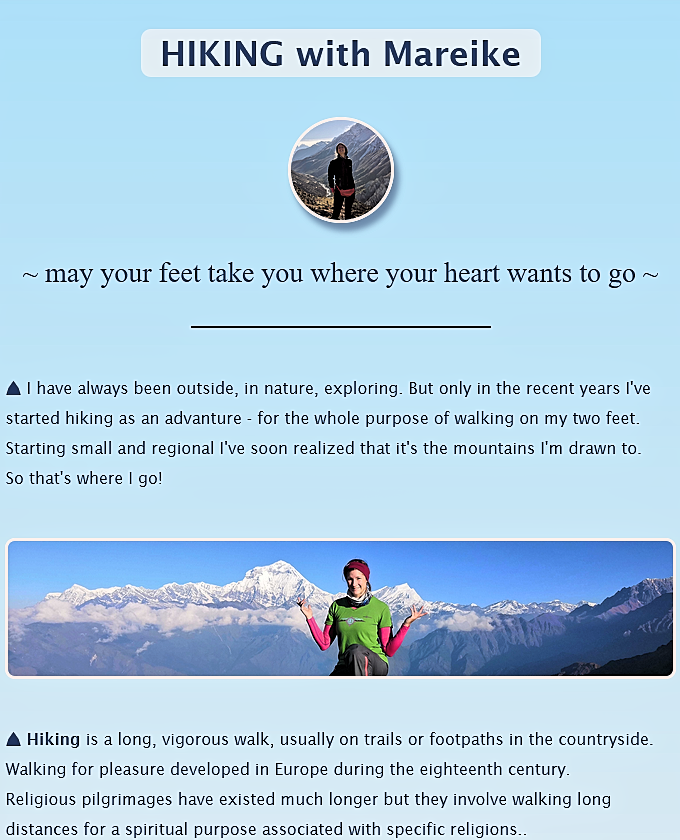 HIKING with Mareike
~ may your feet take you where your heart wants to go ~
I have always been outside, in nature, exploring. But only in the recent years I've
started hiking as an advanture - for the whole purpose of walking on my two feet.
Starting small and regional I've soon realized that it's the mountains I'm drawn to.
So that's where I go!
Hiking is a long, vigorous walk, usually on trails or footpaths in the countryside.
Walking for pleasure developed in Europe during the eighteenth century.
Religious pilgrimages have existed much longer but they involve walking long
distances for a spiritual purpose associated with specific religions..